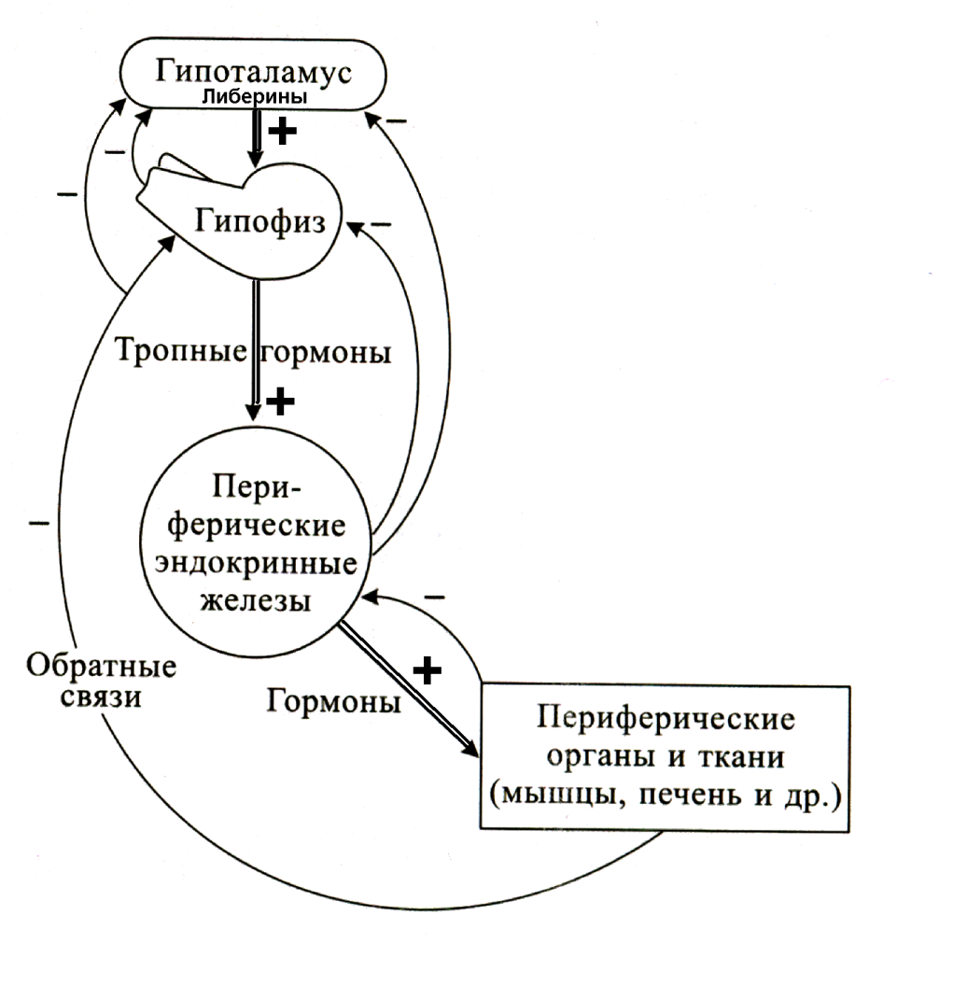 Гипоталамус
Либерины
+
–
–
–
Гипофиз
–
Тропные гормоны
+
Пери-
ферические
эндокринные
железы
–
–
+
Обратные
связи
Гормоны
Периферические
органы и ткани
(мышцы, печень и др.)